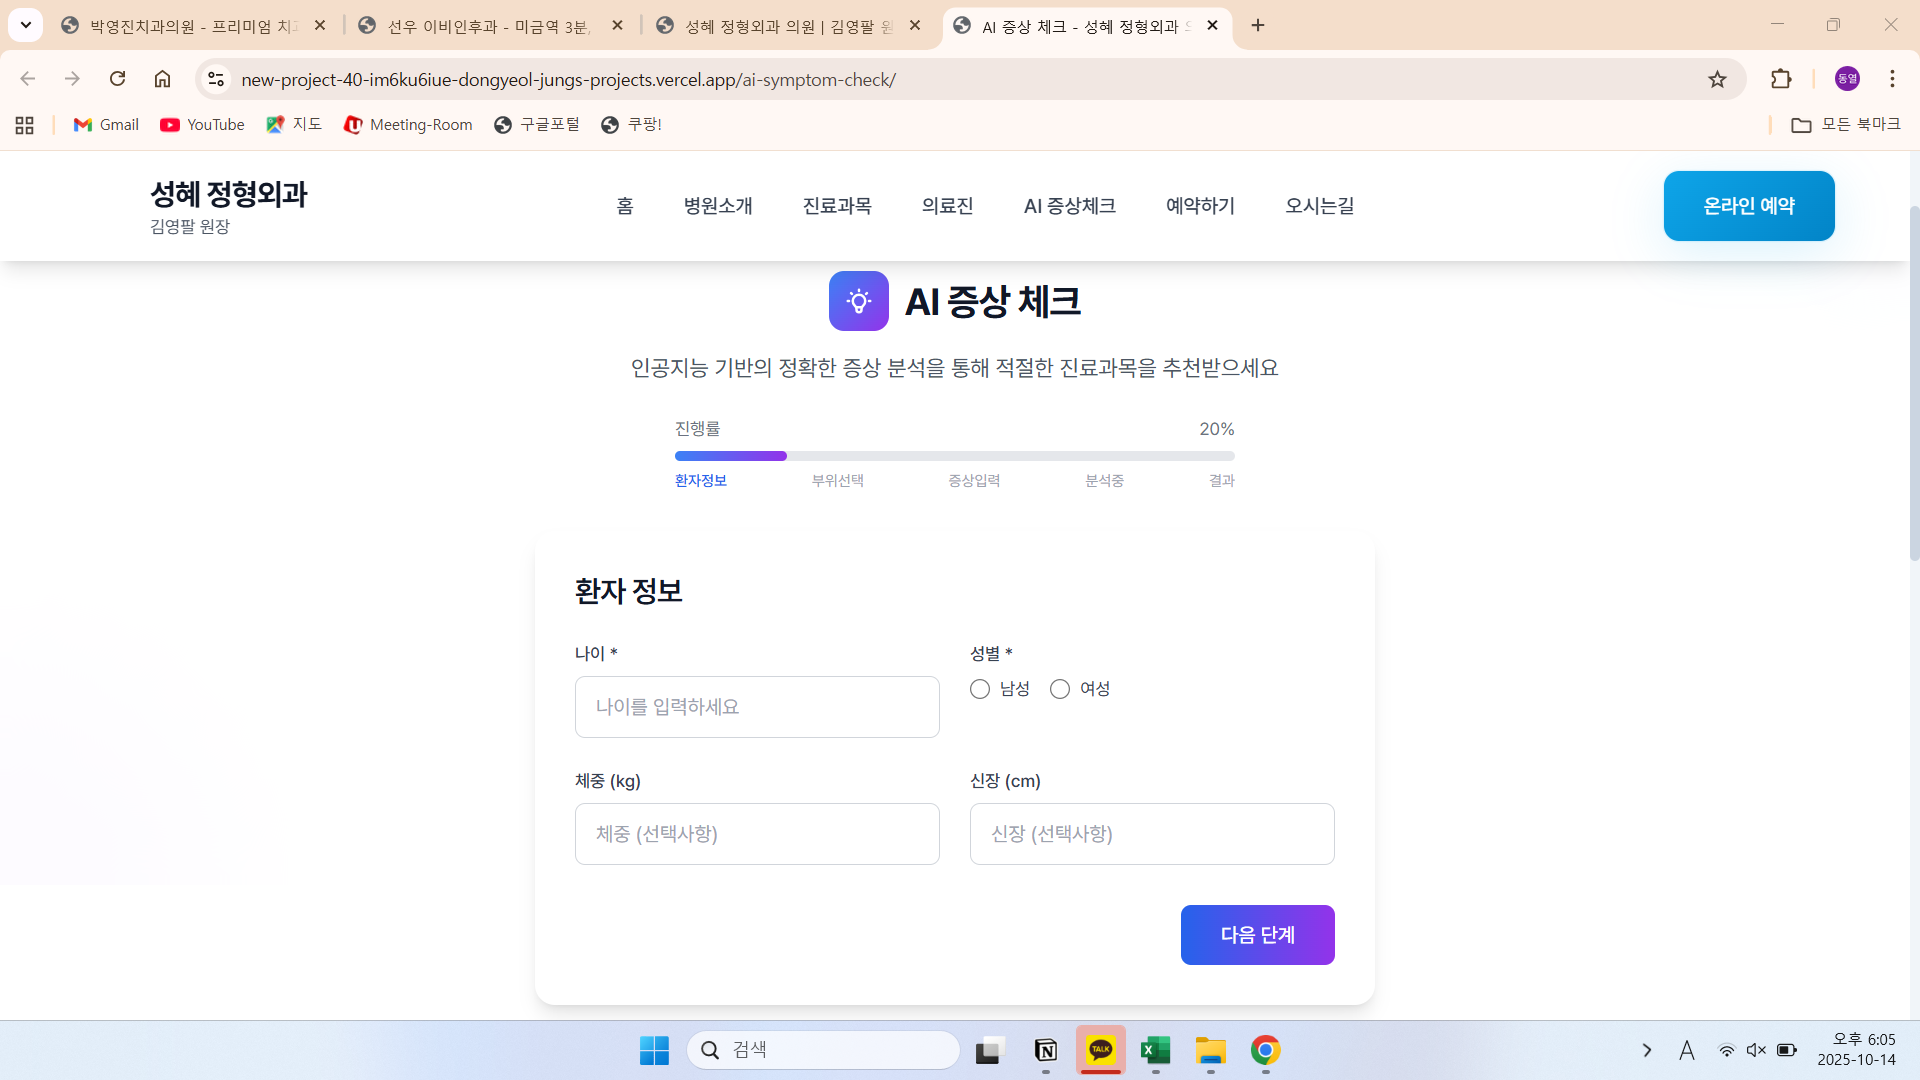 박영진치과의원 - 프리미엄 치
선우 이비인후과 - 미금역 3분,
성혜 정형외과 의원 | 김영팔 원
AI 증상 체크 - 성혜 정형외과
new-project-40-im6ku6iue-dongyeol-jungs-projects.vercel.app/ai-symptom-check/
동열
Gmail
YouTube
지도
Meeting-Room
구글포털
쿠팡!
모든 북마크
성혜 정형외과
김영팔 원장
홈
병원소개
진료과목
의료진
AI 증상체크
예약하기
오시는길
온라인 예약
AI 증상 체크
인공지능 기반의 정확한 증상 분석을 통해 적절한 진료과목을 추천받으세요
진행률
20%
환자정보
부위선택
증상입력
분석중
결과
환자 정보
나이 *
성별 *
나이를 입력하세요
남성
여성
체중 (kg)
신장 (cm)
체중 (선택사항)
신장 (선택사항)
다음 단계
검색
TALK
A
오후 6:05
2025-10-14